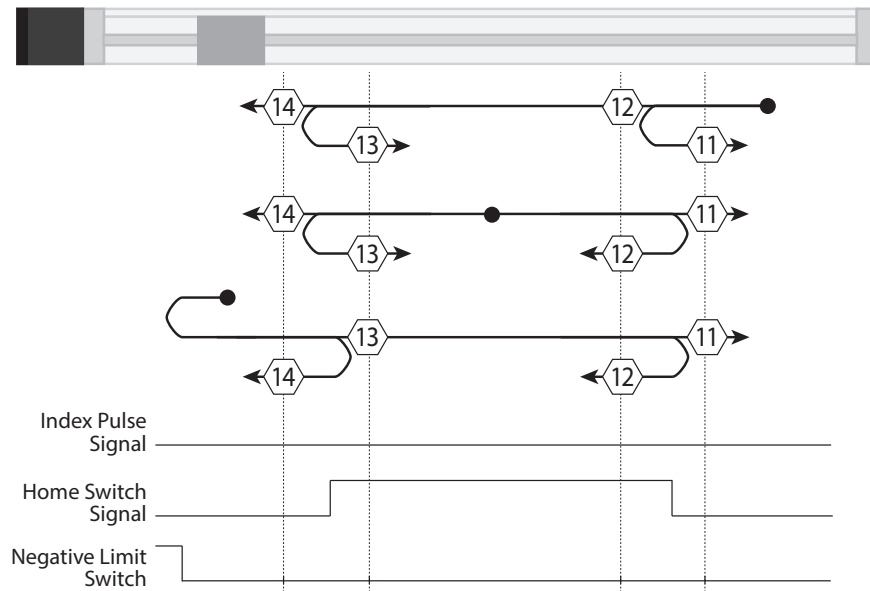 14 12
13 11
14 11
13 12
13 11
14 12
Index Pulse
Signal
Home Switch
Signal
Negative Limit
Switch